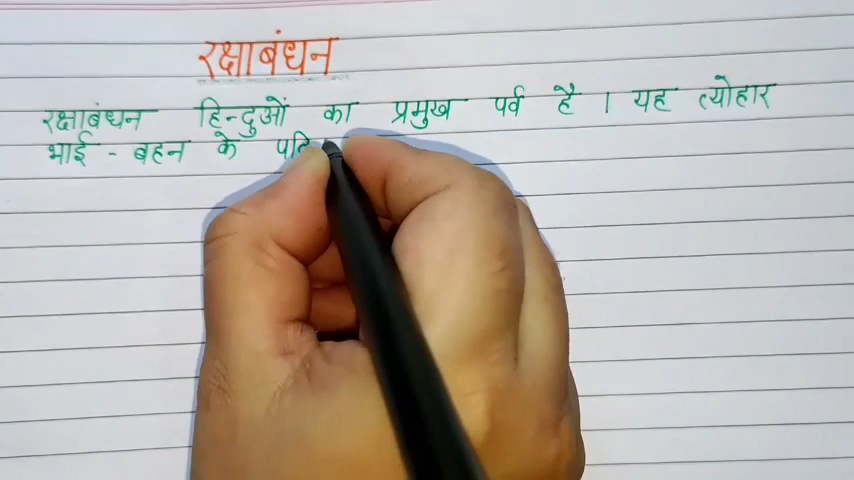 रक्षाबंधन
रक्षाबंधन हिन्दुओं का प्रमुख पर्व है । यह त्योहार
भाई - बहन के